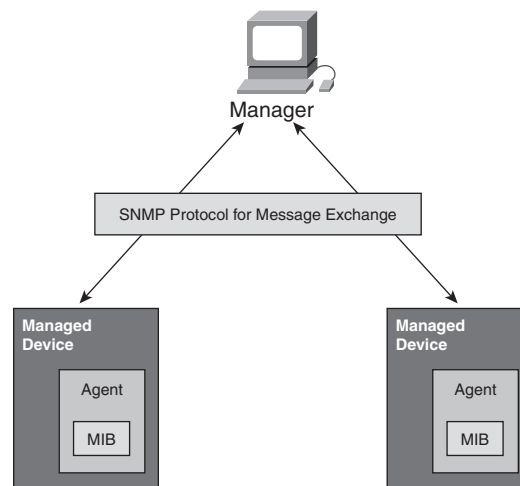 Manager
SNMP Protocol for Message Exchange
Managed
Device
Agent
MIB
Managed
Device
Agent
MIB